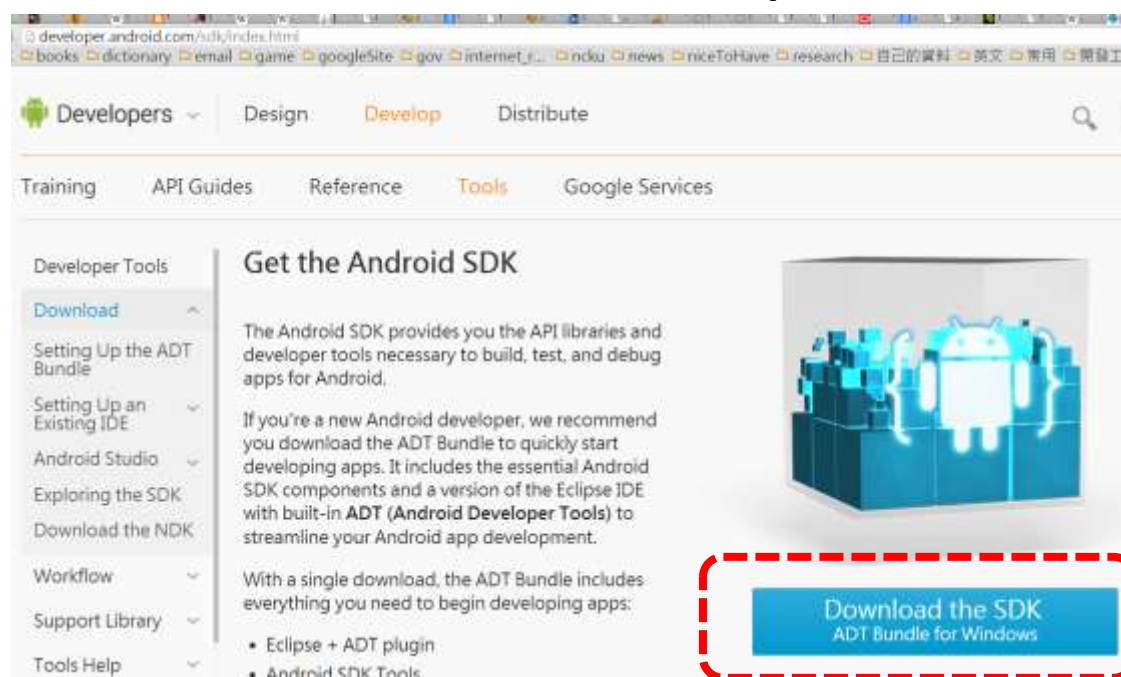 developer.android.com/sdk/index.html
books dictionary email game googleSite gov internet_r... ncku news niceToHave research 自己的資料 英文 常用 開發工
Developers Design Develop Distribute
Training API Guides Reference Tools Google Services
Developer Tools
Download
Setting Up the ADT
Bundle
Setting Up an
Existing IDE
Android Studio
Exploring the SDK
Download the NDK
Workflow
Support Library
Tools Help
Get the Android SDK
The Android SDK provides you the API libraries and
developer tools necessary to build, test, and debug
apps for Android.
If you're a new Android developer, we recommend
you download the ADT Bundle to quickly start
developing apps. It includes the essential Android
SDK components and a version of the Eclipse IDE
with built-in ADT (Android Developer Tools) to
streamline your Android app development.
With a single download, the ADT Bundle includes
everything you need to begin developing apps:
• Eclipse + ADT plugin
• Android SDK Tools
Download the SDK
ADT Bundle for Windows